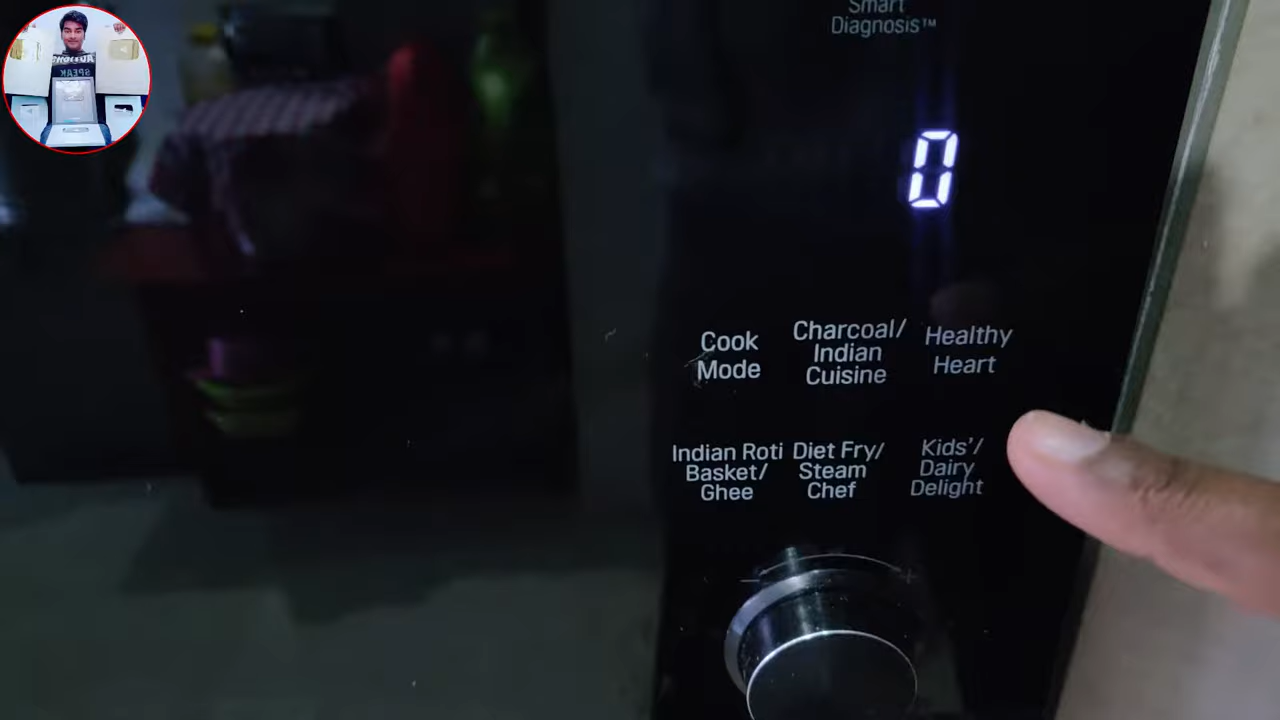 Smart
Diagnosis™
0
Cook
Mode
Charcoal/
Indian
Cuisine
Healthy
Heart
Indian Roti
Basket/
Ghee
Diet Fry/
Steam
Chef
Kids'/
Dairy
Delight
- +
SPEAK